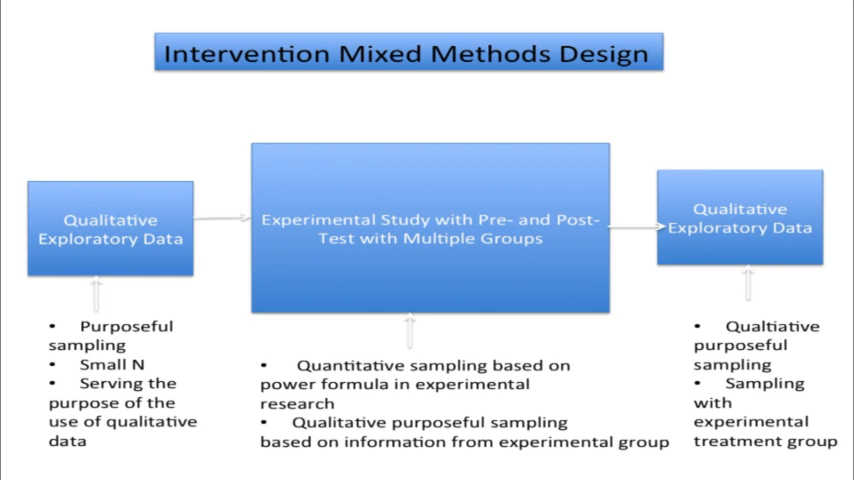 Intervention Mixed Methods Design
Qualitative
Exploratory Data
Experimental Study with Pre- and Post-
Test with Multiple Groups
Qualitative
Exploratory Data
• Purposeful
sampling
• Small N
• Serving the
purpose of the
use of qualitative
data
• Quantitative sampling based on
power formula in experimental
research
• Qualitative purposeful sampling
based on information from experimental group
• Qualtiative
purposeful
sampling
• Sampling
with
experimental
treatment group